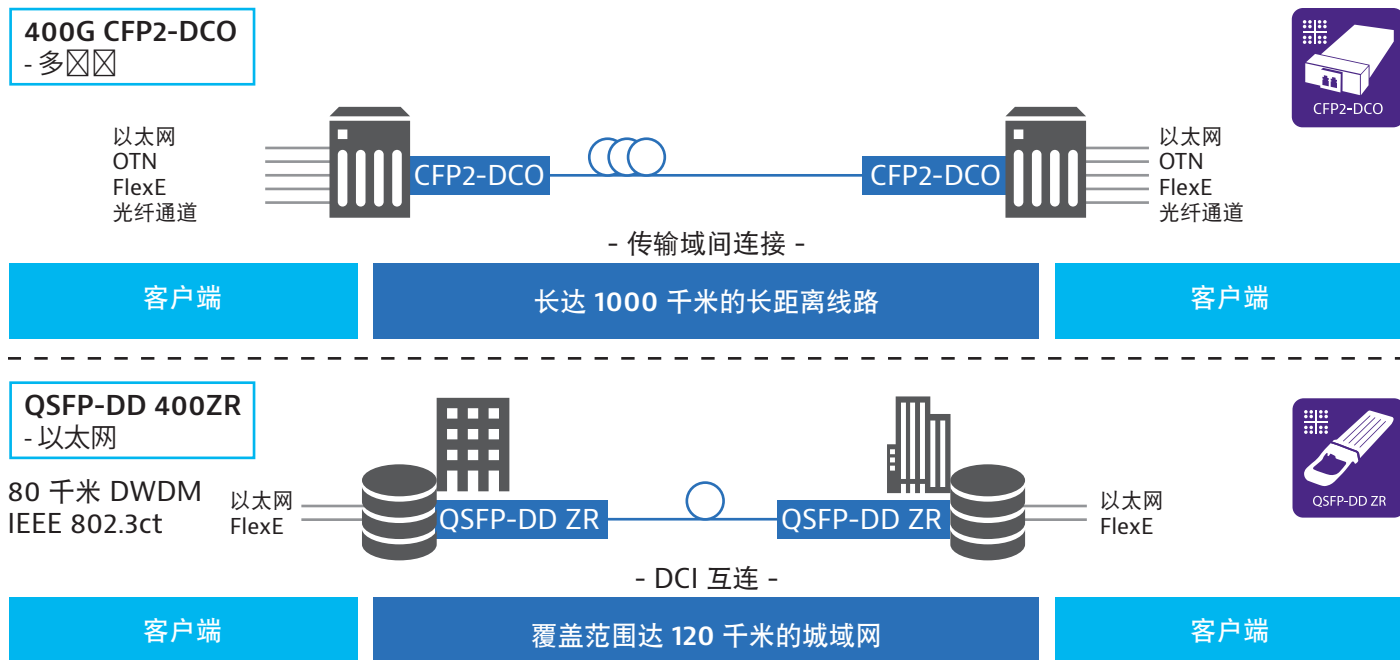 400G CFP2-DCO
- 多
CFP2-DCO
以太网
OTN
FlexE
光纤通道
CFP2-DCO
CFP2-DCO
以太网
OTN
FlexE
光纤通道
- 传输域间连接 -
客户端
长达 1000 千米的长距离线路
客户端
QSFP-DD 400ZR
- 以太网
80 千米 DWDM
IEEE 802.3ct
以太网
FlexE
QSFP-DD ZR
QSFP-DD ZR
以太网
FlexE
QSFP-DD ZR
- DCI 互连 -
客户端
覆盖范围达 120 千米的城域网
客户端